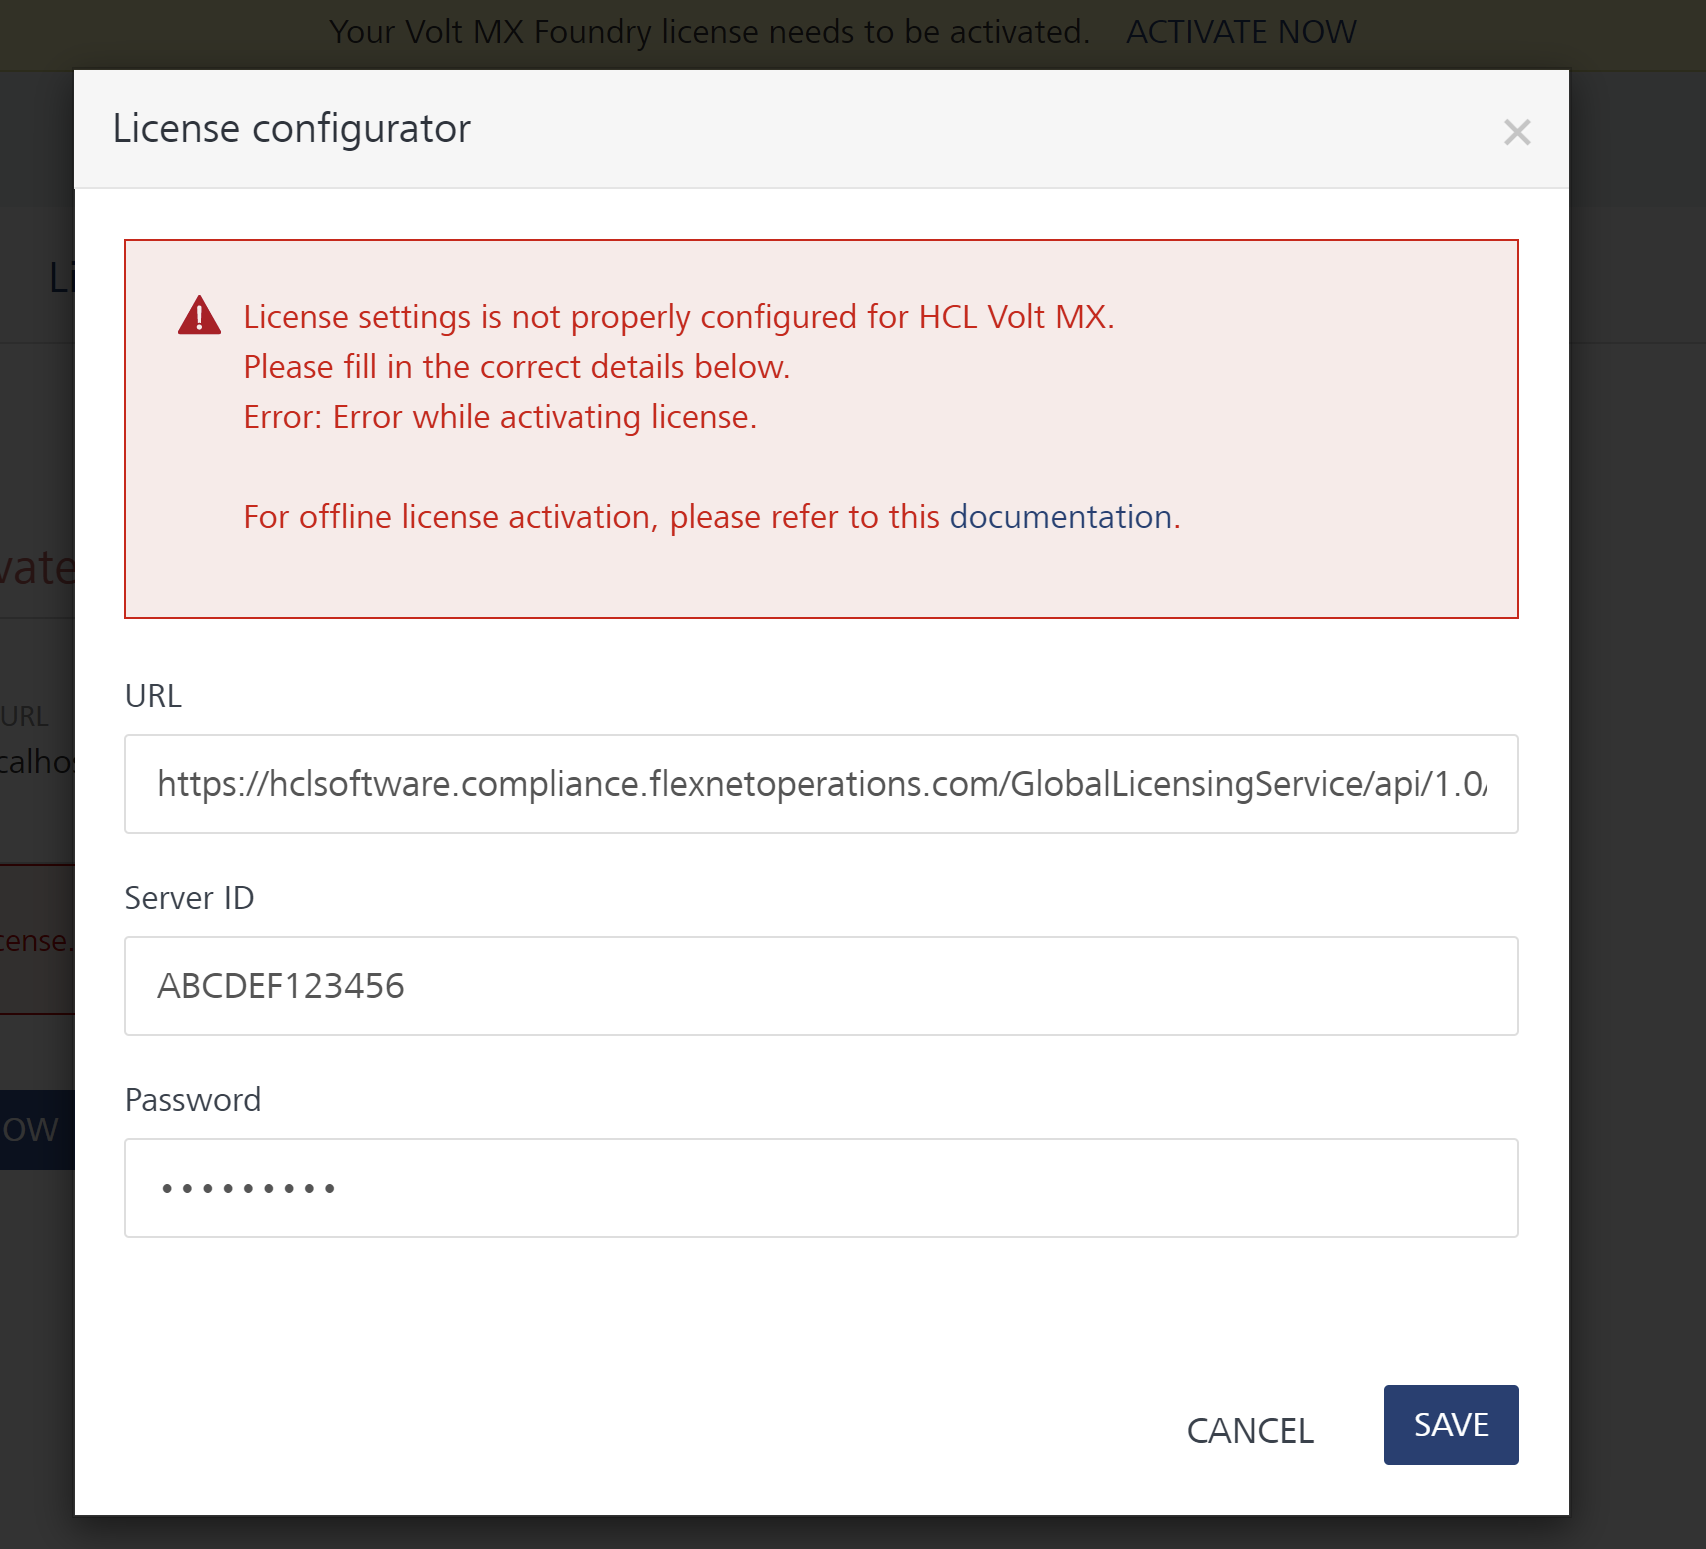 Your Volt MX Foundry license needs to be activated. ACTIVATE NOW
License configurator
License settings is not properly configured for HCL Volt MX.
Please fill in the correct details below.
Error: Error while activating license.
For offline license activation, please refer to this documentation.
URL
URL
https://hclsoftware.compliance.flexnetoperations.com/GlobalLicensingService/api/1.0/
Server ID
ABCDEF123456
Password
•••••••••
CANCEL
SAVE